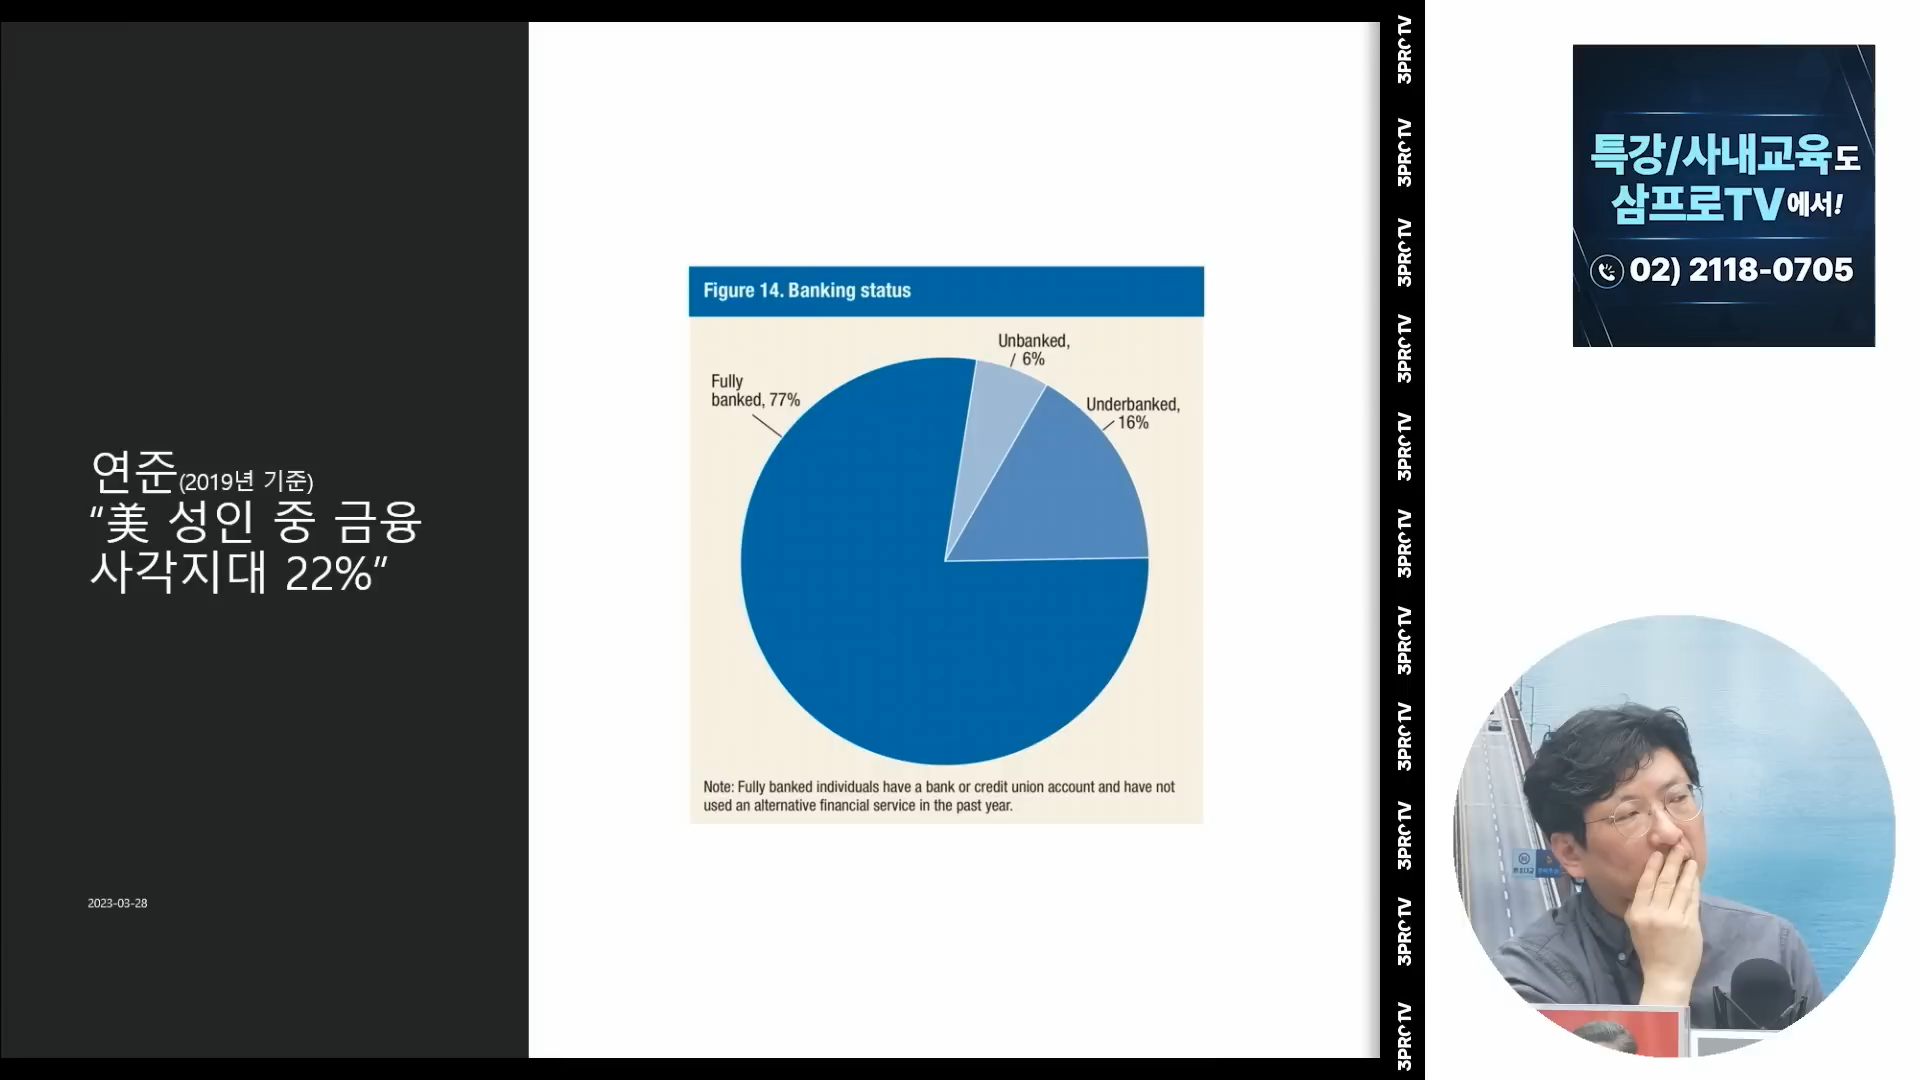 연준(2019년 기준)
“美 성인 중 금융
사각지대 22%”
2023-03-28
Figure 14. Banking status
Unbanked,
6%
Fully
banked, 77%
Underbanked,
16%
Note: Fully banked individuals have a bank or credit union account and have not
used an alternative financial service in the past year.
3PROTV
3PROTV
3PROTV
3PROTV
3PROTV
3PROTV
3PROTV
3PROTV
3PROTV
3PROTV
3PROTV
특강/사내교육도
삼프로TV에서!
02) 2118-0705